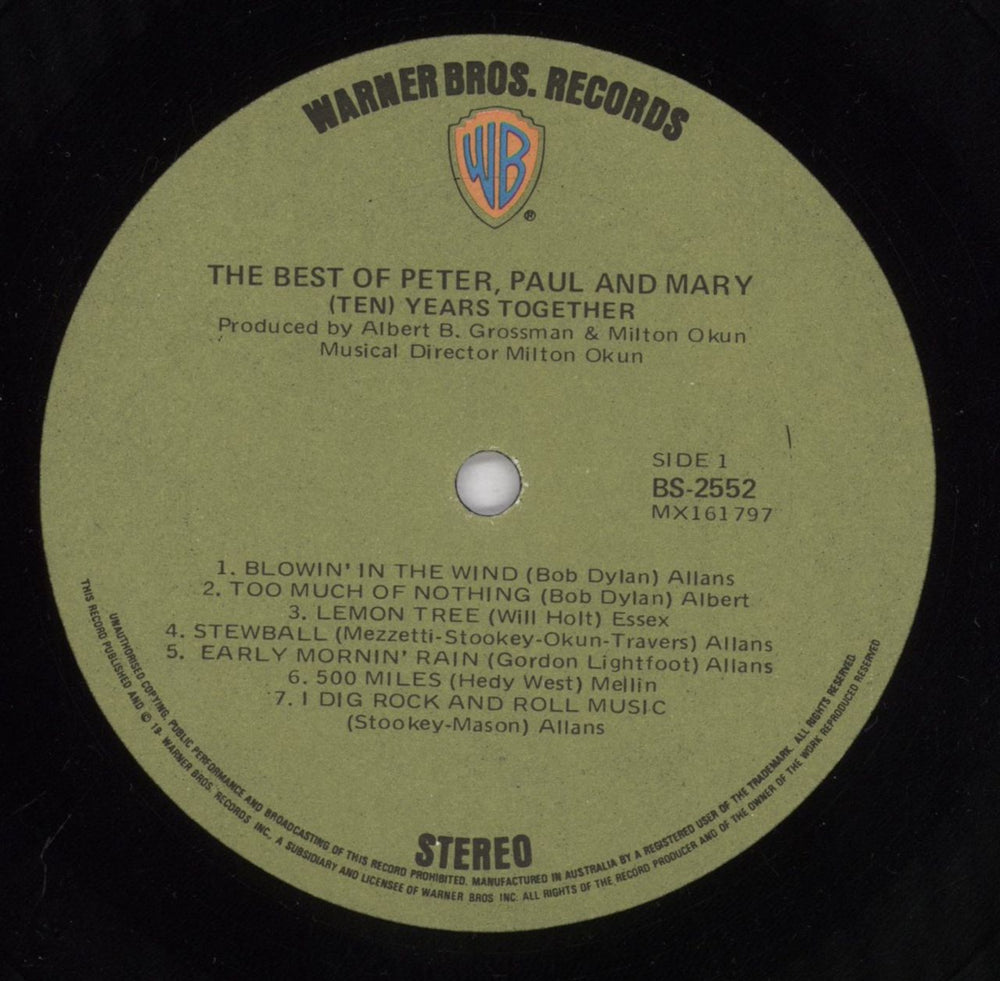 WARNER BROS. RECORDS
WB
®
THE BEST OF PETER, PAUL AND MARY
(TEN) YEARS TOGETHER
Produced by Albert B. Grossman & Milton Okun
Musical Director Milton Okun
SIDE 1
BS-2552
MX161797
1. BLOWIN' IN THE WIND (Bob Dylan) Allans
2. TOO MUCH OF NOTHING (Bob Dylan) Albert
3. LEMON TREE (Will Holt) Essex
4. STEWBALL (Mezzetti-Stookey-Okun-Travers) Allans
5. EARLY MORNIN' RAIN (Gordon Lightfoot) Allans
6. 500 MILES (Hedy West) Mellin
7. I DIG ROCK AND ROLL MUSIC
(Stookey-Mason) Allans
STEREO
UNAUTHORISED COPYING, PUBLIC PERFORMANCE AND BROADCASTING OF THIS RECORD PROHIBITED. MANUFACTURED IN AUSTRALIA BY A REGISTERED USER OF THE TRADEMARK. ALL RIGHTS RESERVED.
THIS RECORD PUBLISHED AND © 19- WARNER BROS. RECORDS INC., A SUBSIDIARY AND LICENSEE OF WARNER BROS INC. ALL RIGHTS OF THE RECORD PRODUCER AND OF THE OWNER OF THE WORK REPRODUCED RESERVED